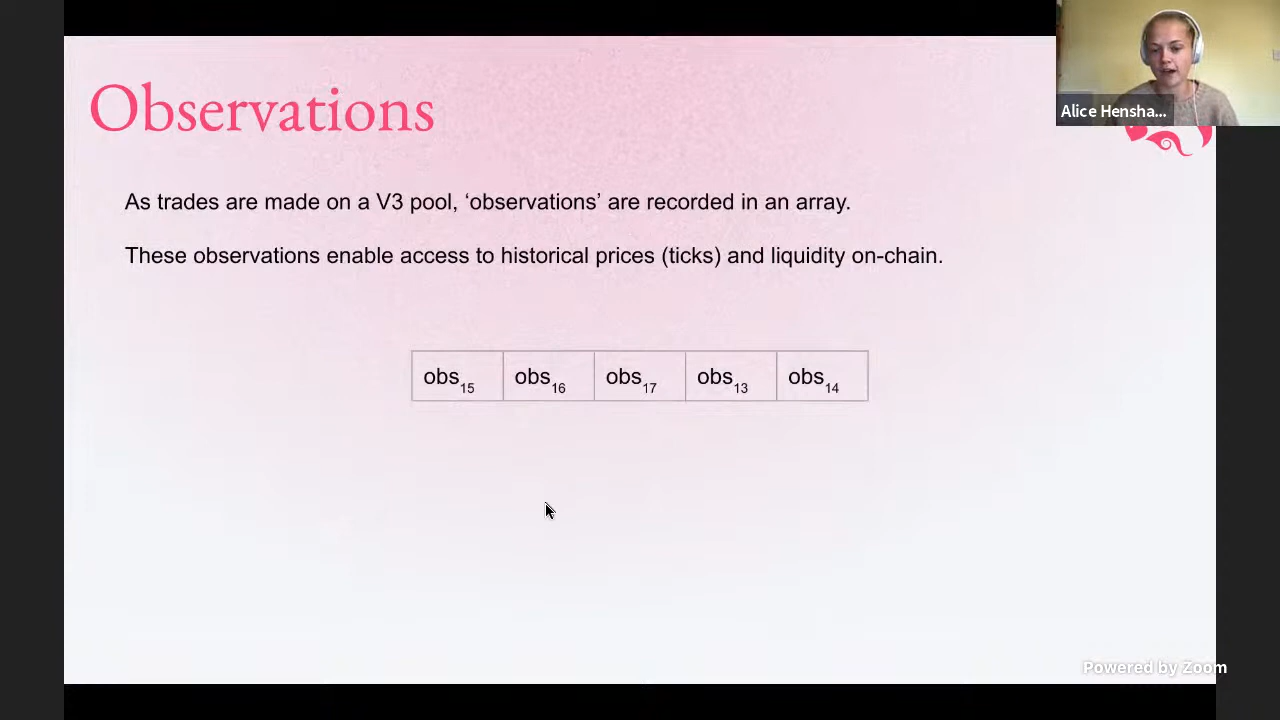 Observations
Alice Hensha...
As trades are made on a V3 pool, ‘observations’ are recorded in an array.
These observations enable access to historical prices (ticks) and liquidity on-chain.
obs15 obs16 obs17 obs13 obs14
Powered by Zoom